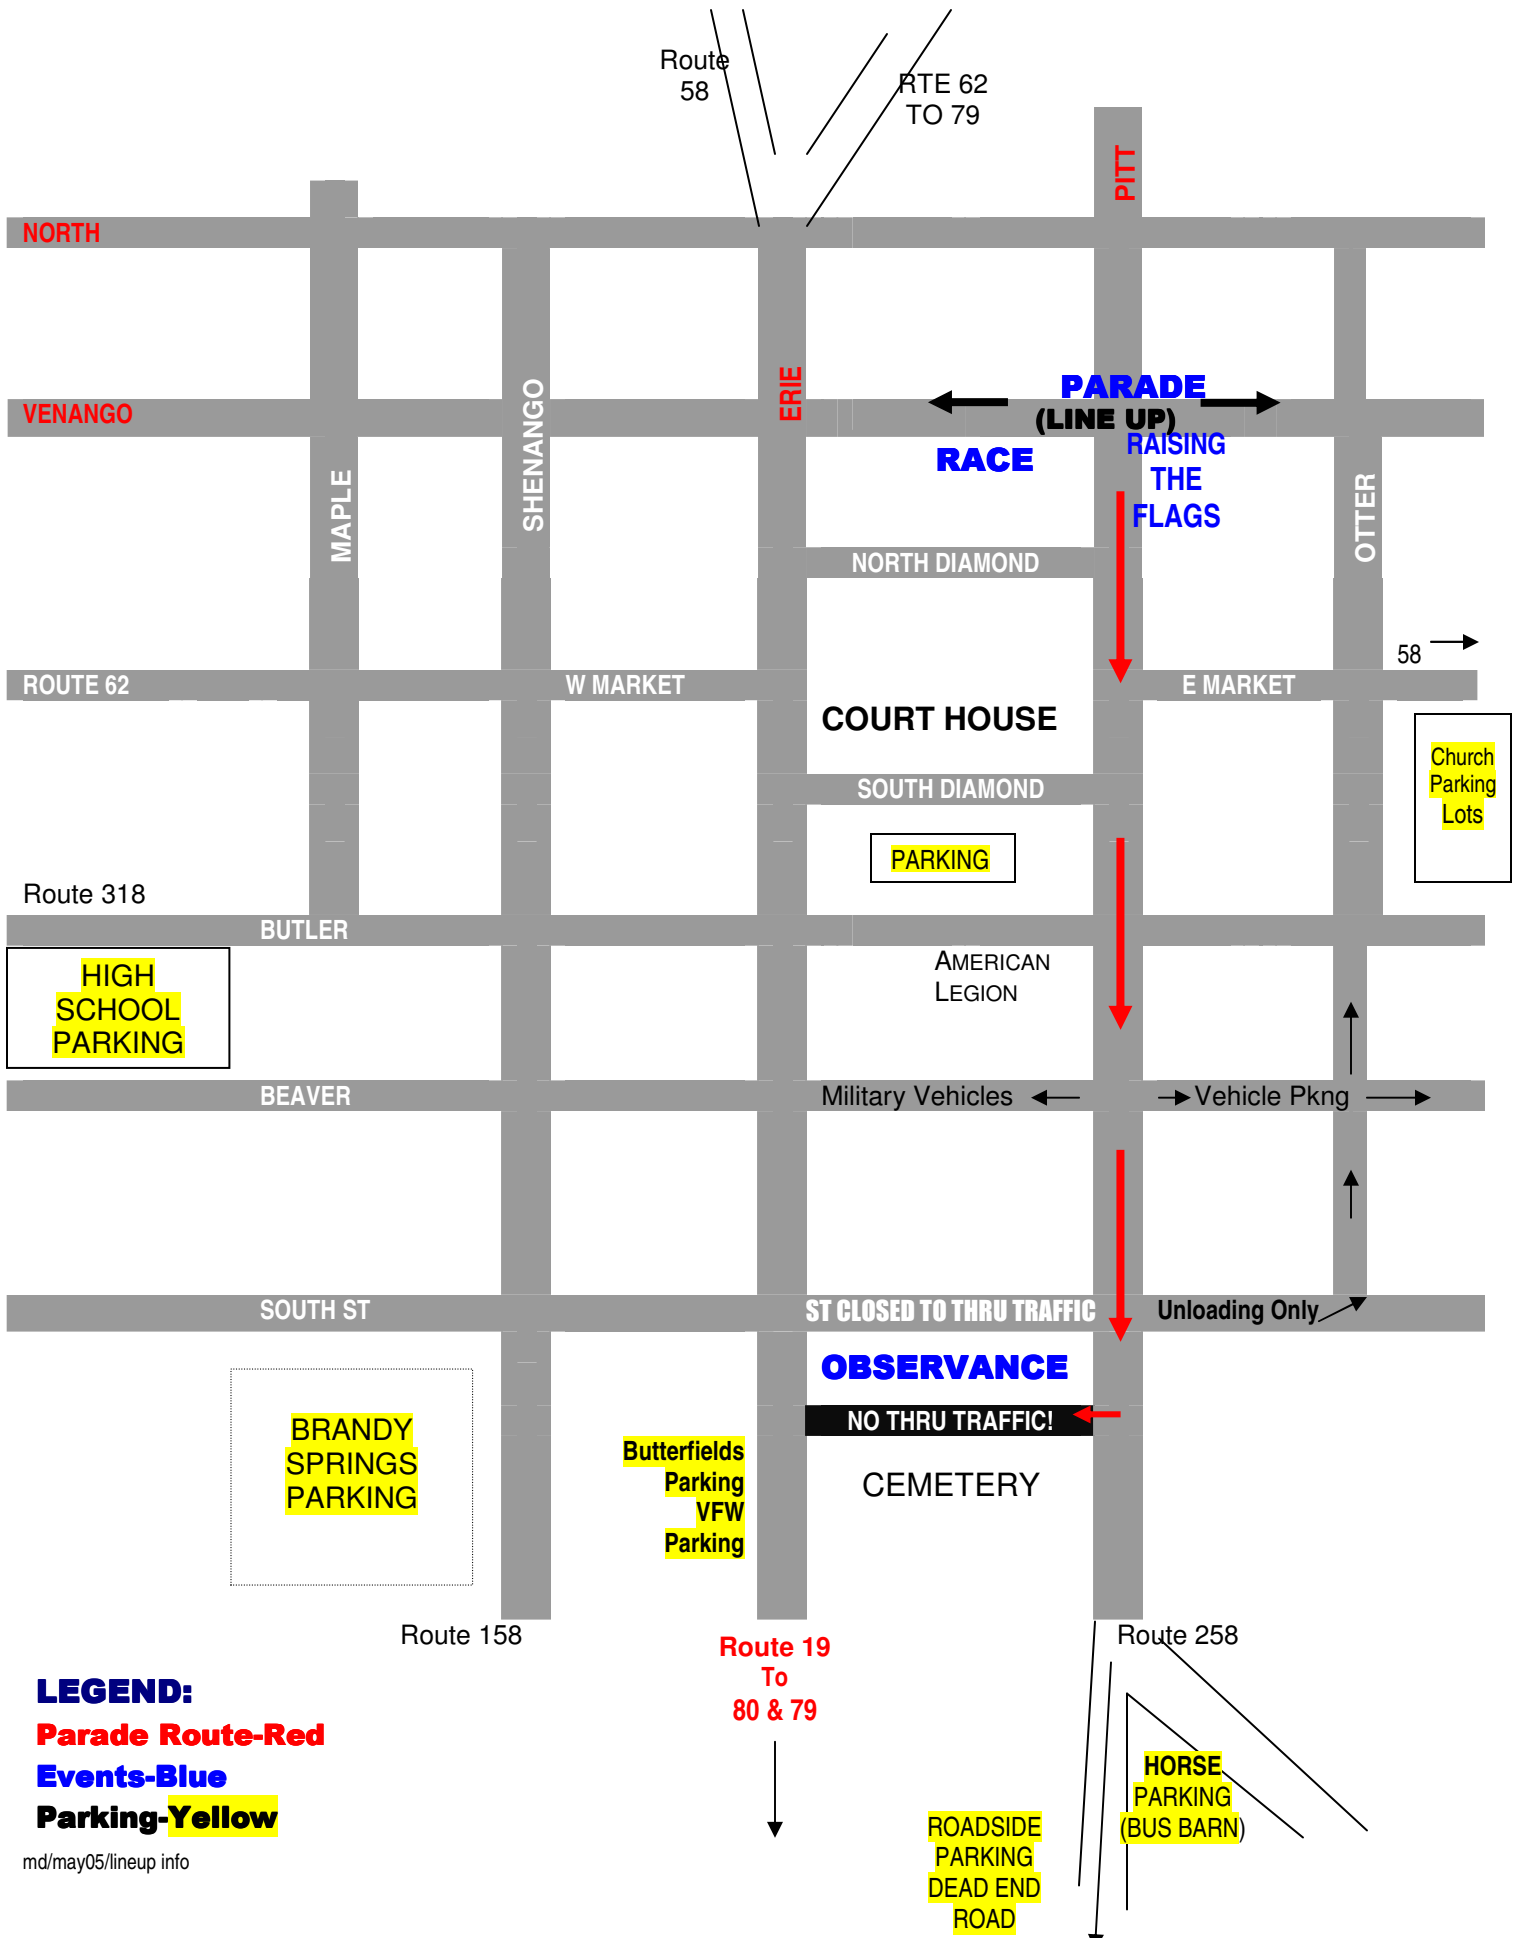 Route
58
RTE 62
TO 79
PITT
NORTH
VENANGO
MAPLE
SHENANGO
ERIE
PARADE
(LINE UP)
RACE
RAISING
THE
FLAGS
OTTER
NORTH DIAMOND
58
ROUTE 62
W MARKET
E MARKET
COURT HOUSE
Church
Parking
Lots
SOUTH DIAMOND
PARKING
Route 318
BUTLER
HIGH
SCHOOL
PARKING
AMERICAN
LEGION
BEAVER
Military Vehicles
Vehicle Pkng
SOUTH ST
ST CLOSED TO THRU TRAFFIC
Unloading Only
OBSERVANCE
NO THRU TRAFFIC!
BRANDY
SPRINGS
PARKING
Butterfields
Parking
VFW
Parking
CEMETERY
Route 158
Route 19
To
80 & 79
Route 258
LEGEND:
Parade Route-Red
Events-Blue
Parking-Yellow
md/may05/lineup info
HORSE
PARKING
(BUS BARN)
ROADSIDE
PARKING
DEAD END
ROAD